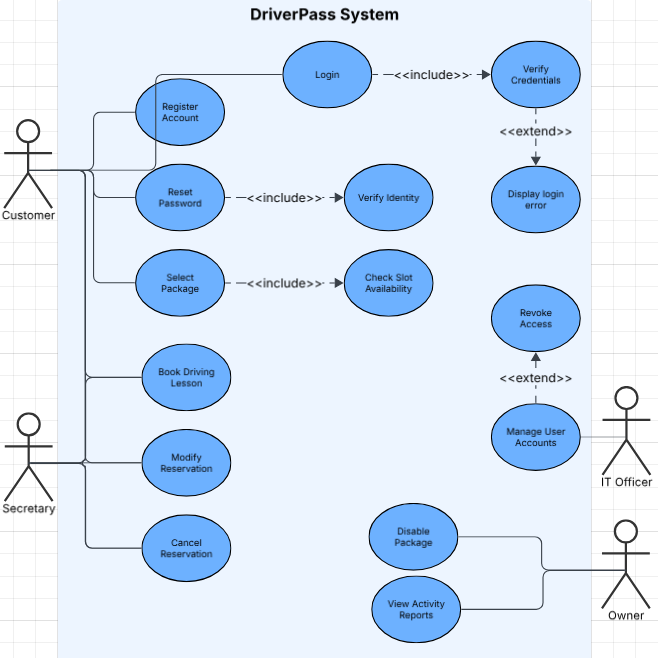 DriverPass System
Login
<<include>>
Verify
Credentials
Register
Account
<<extend>>
Customer
Reset
Password
<<include>>
Verify Identity
Display login
error
Select
Package
<<include>>
Check Slot
Availability
Revoke
Access
Book Driving
Lesson
<<extend>>
Manage User
Accounts
Modify
Reservation
IT Officer
Secretary
Cancel
Reservation
Disable
Package
View Activity
Reports
Owner